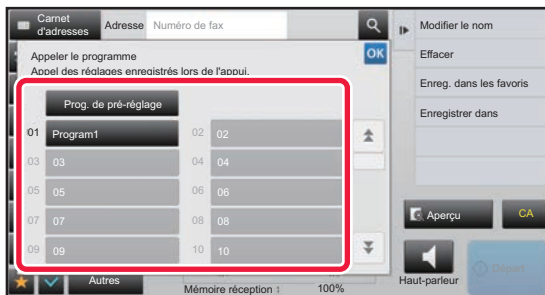 Carnet
d'adresses
Adresse
Numéro de fax
Modifier le nom
Appeler le programme
OK
Appel des réglages enregistrés lors de l'appui.
Effacer
Enreg. dans les favoris
Enregistrer dans
Prog. de pré-réglage
01 Program1
02 02
03 03
04 04
05 05
06 06
07 07
08 08
09 09
10 10
Aperçu
CA
Autres
Mémoire réception : 100%
Haut-parleur
Départ